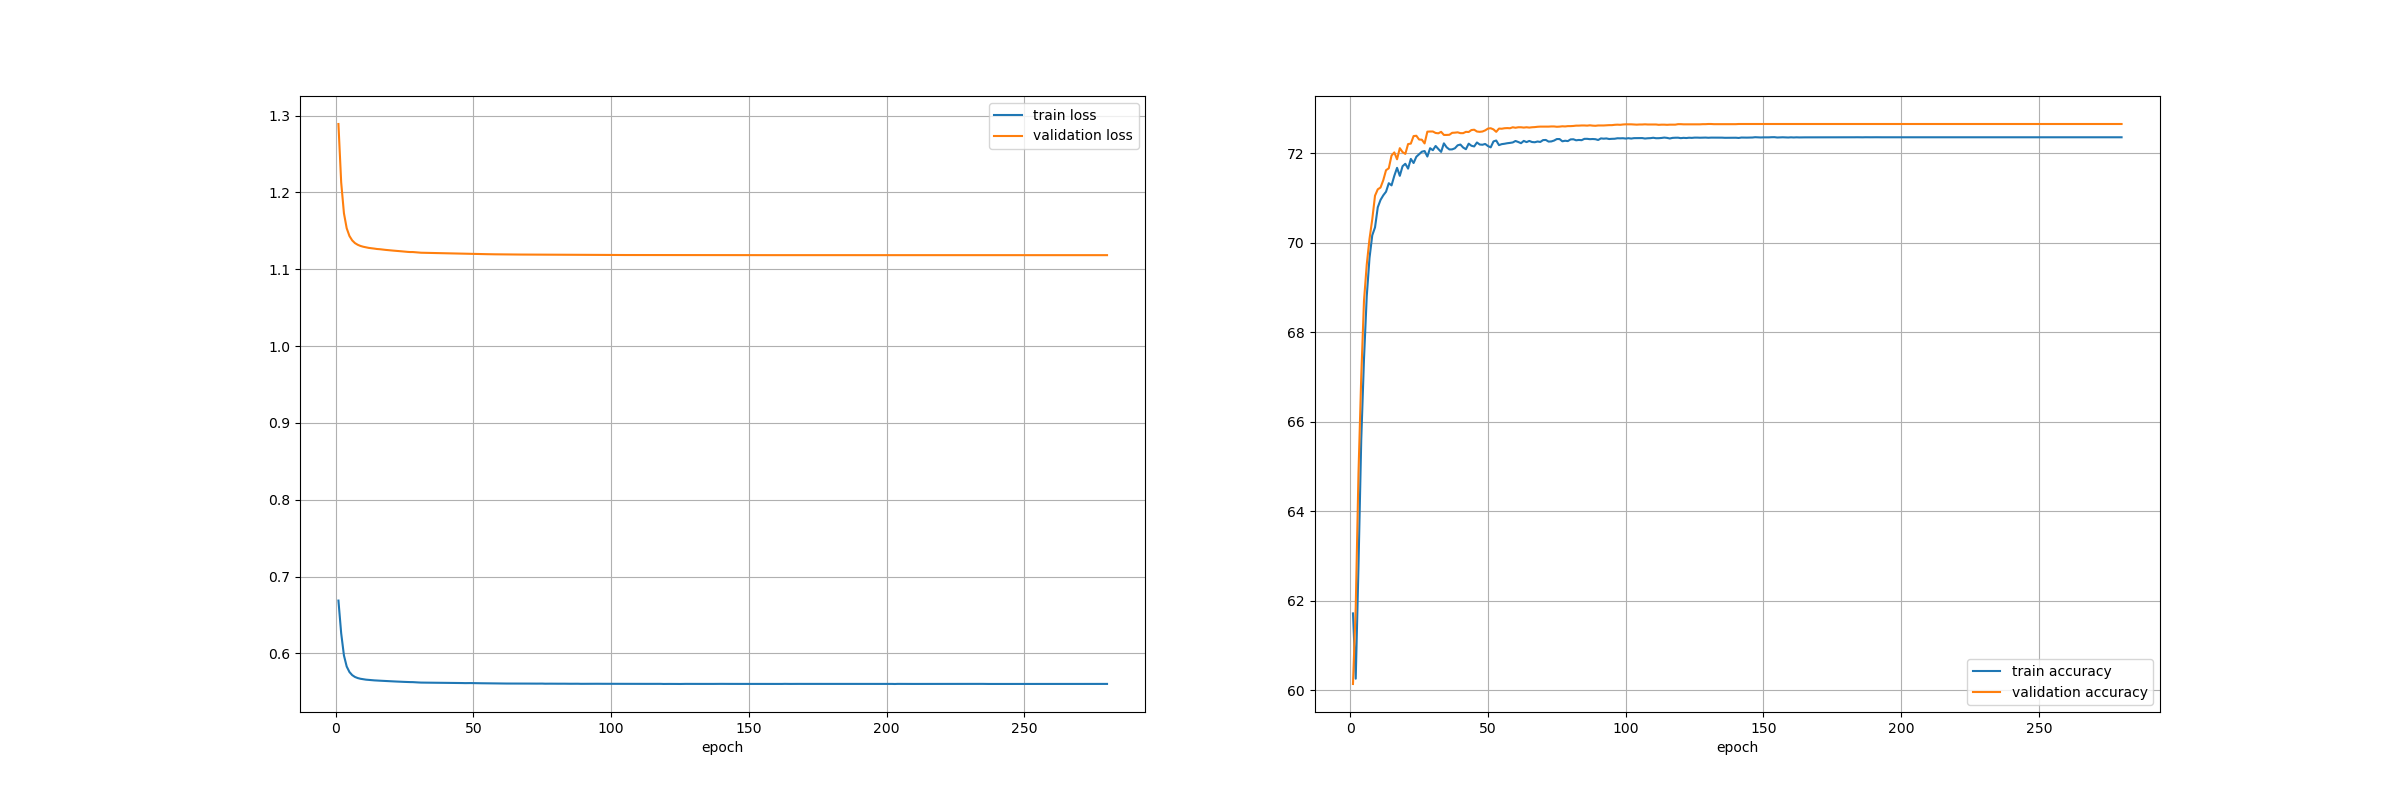 1.3
1.2
1.1
1.0
0.9
0.8
0.7
0.6
train loss
validation loss
0 50 100 150 200 250
epoch
72
70
68
66
64
62
60
train accuracy
validation accuracy
0 50 100 150 200 250
epoch